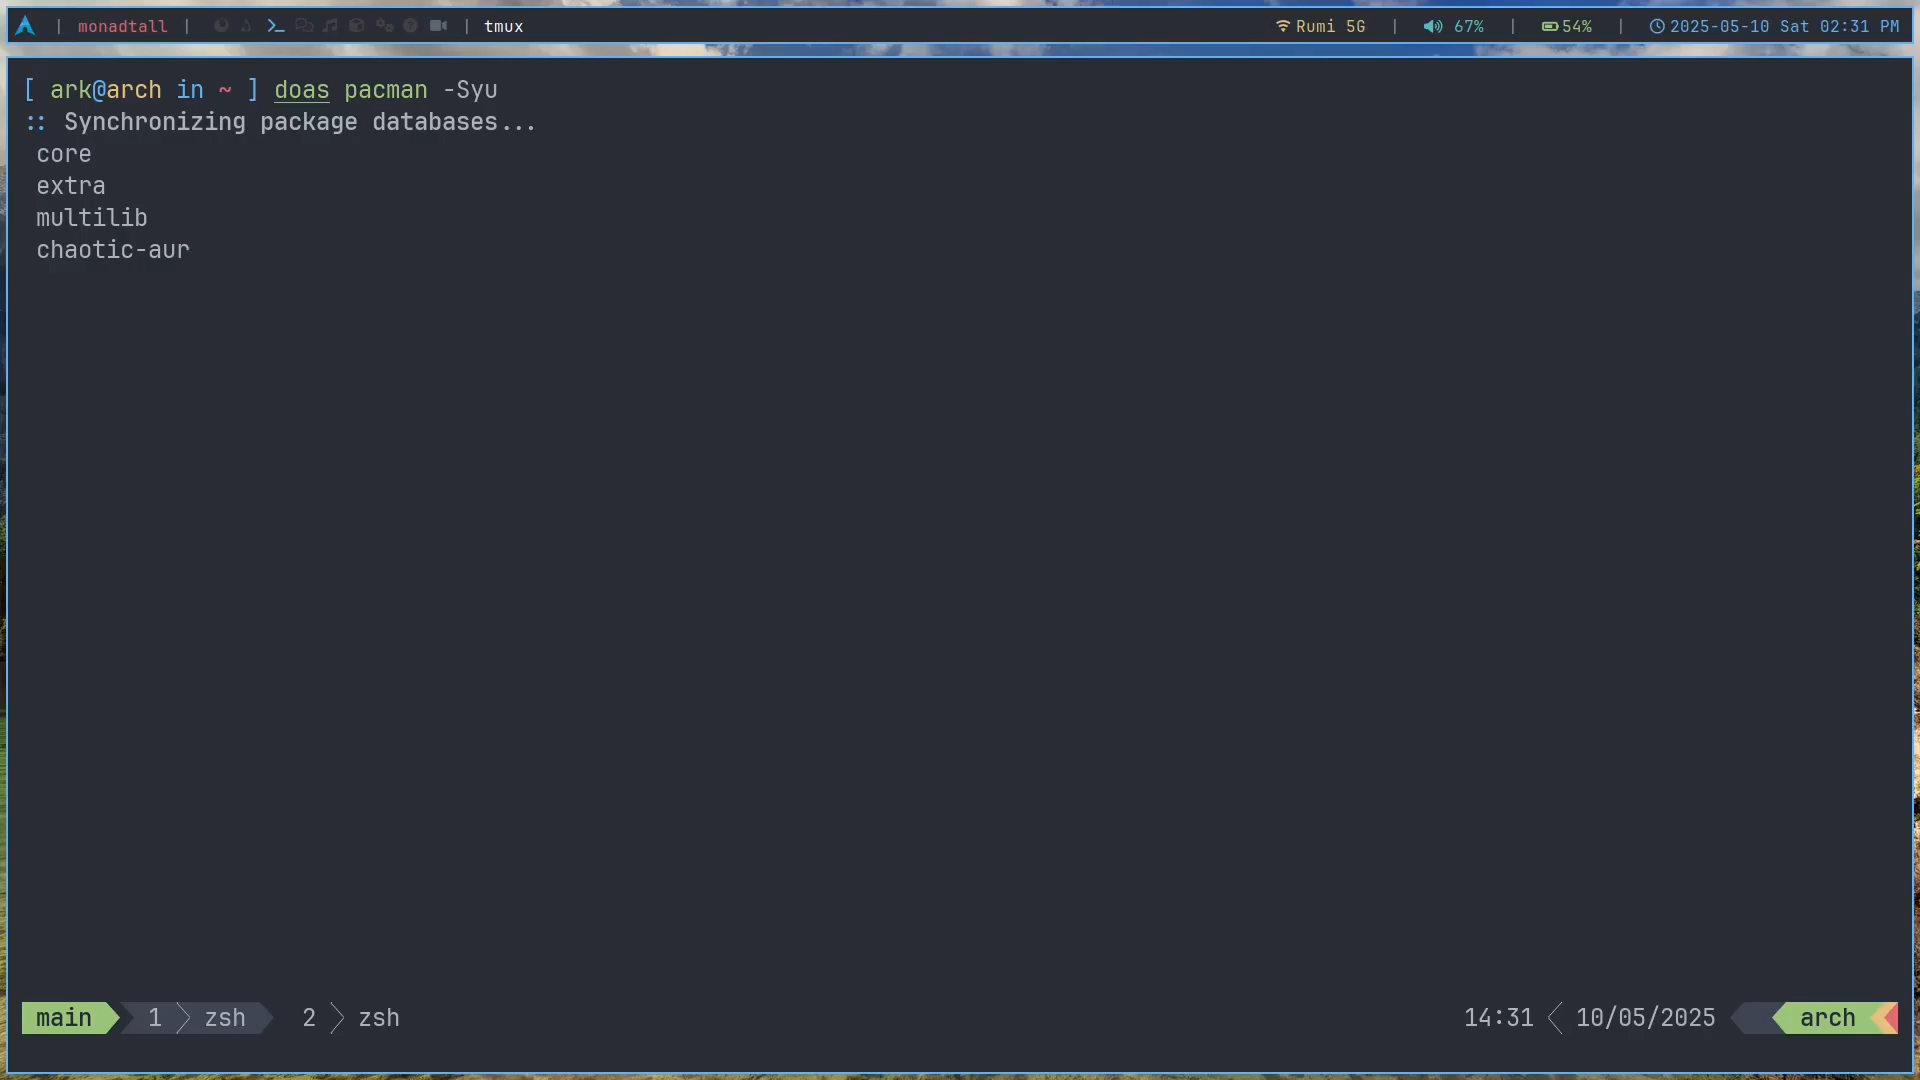 | monadtall | | tmux Rumi 5G | 67% | 54% | 2025-05-10 Sat 02:31 PM
[ ark@arch in ~ ] doas pacman -Syu
:: Synchronizing package databases...
core
extra
multilib
chaotic-aur
main 1 zsh 2 zsh 14:31 10/05/2025 arch